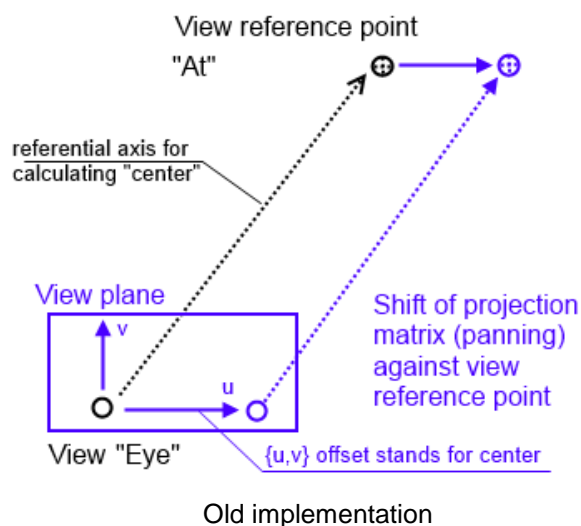 View reference point
"At"
referential axis for
calculating "center"
View plane
v
u
Shift of projection
matrix (panning)
against view
reference point
View "Eye"
{u,v} offset stands for center
Old implementation